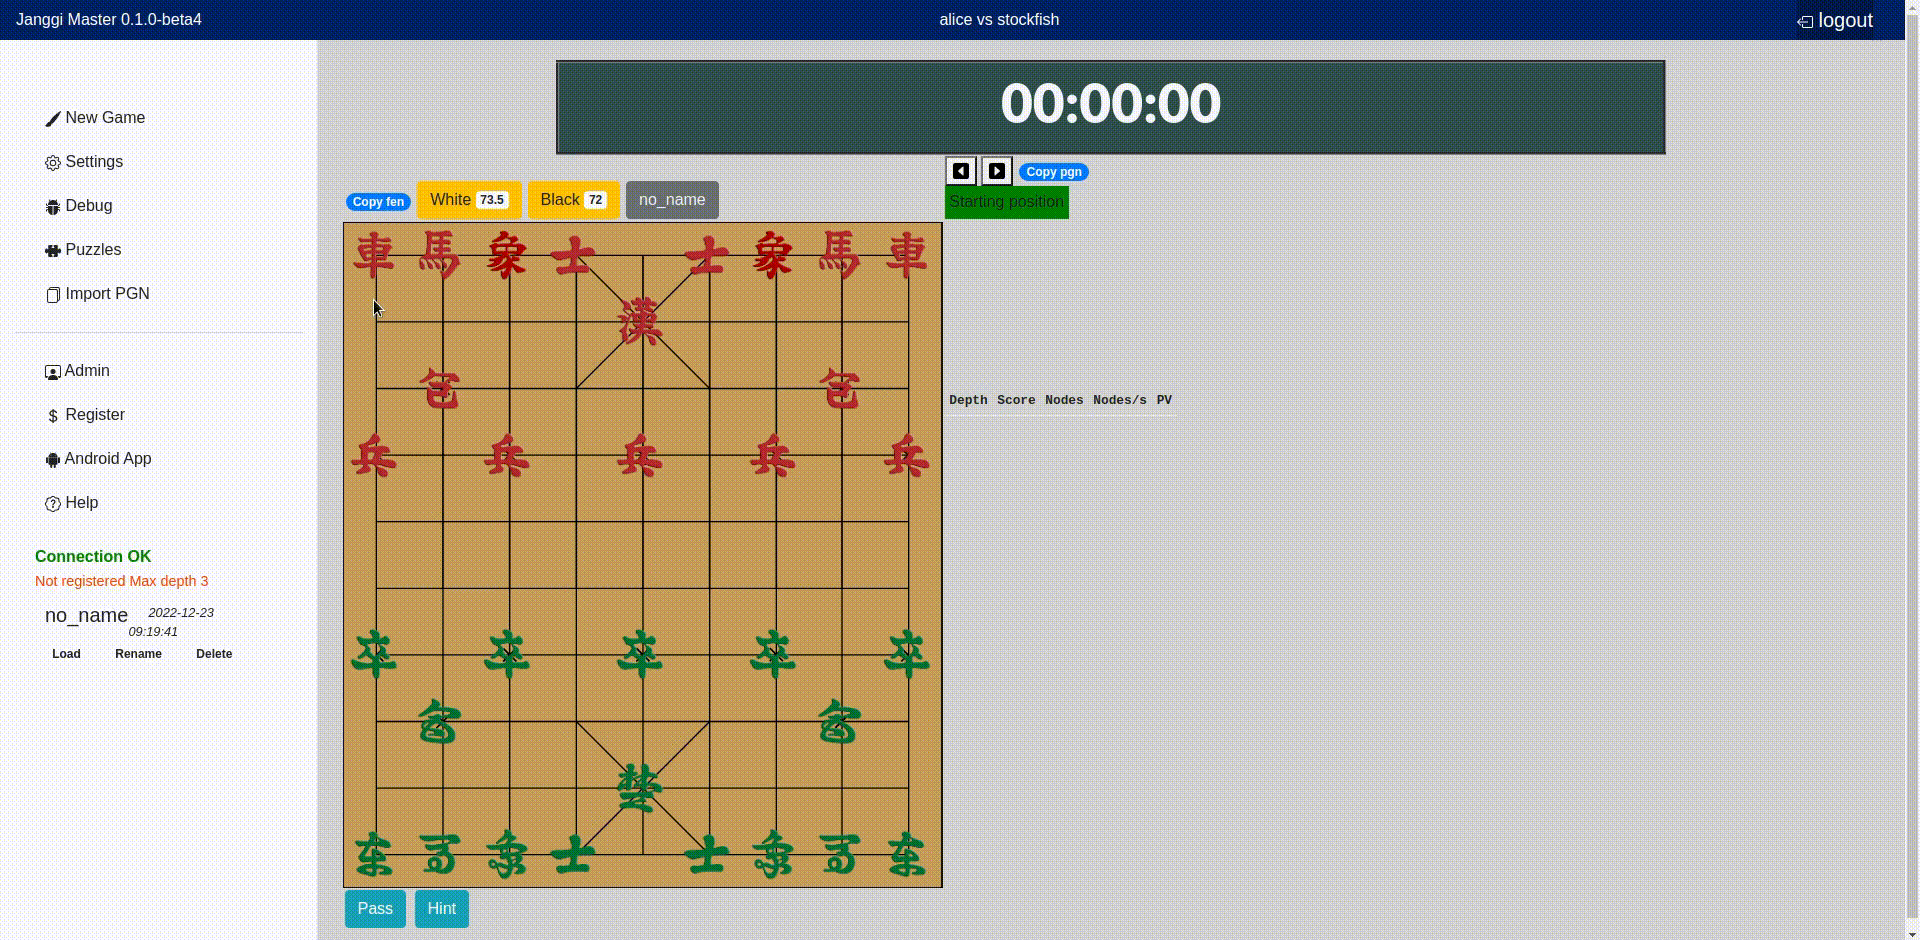 Janggi Master 0.1.0-beta4
alice vs stockfish
logout
New Game
Settings
Debug
Puzzles
Import PGN
Admin
Register
Android App
Help
Connection OK
Not registered Max depth 3
no_name 2022-12-23
09:19:41
Load Rename Delete
00:00:00
Copy pgn
Copy fen White 73.5 Black 72 no_name
Starting position
車 馬 象 士 士 象 馬 車
漢
包 包
兵 兵 兵 兵 兵
卒 卒 卒 卒 卒
包 包
楚
車 馬 象 士 士 象 馬 車
Pass Hint
Depth Score Nodes Nodes/s PV